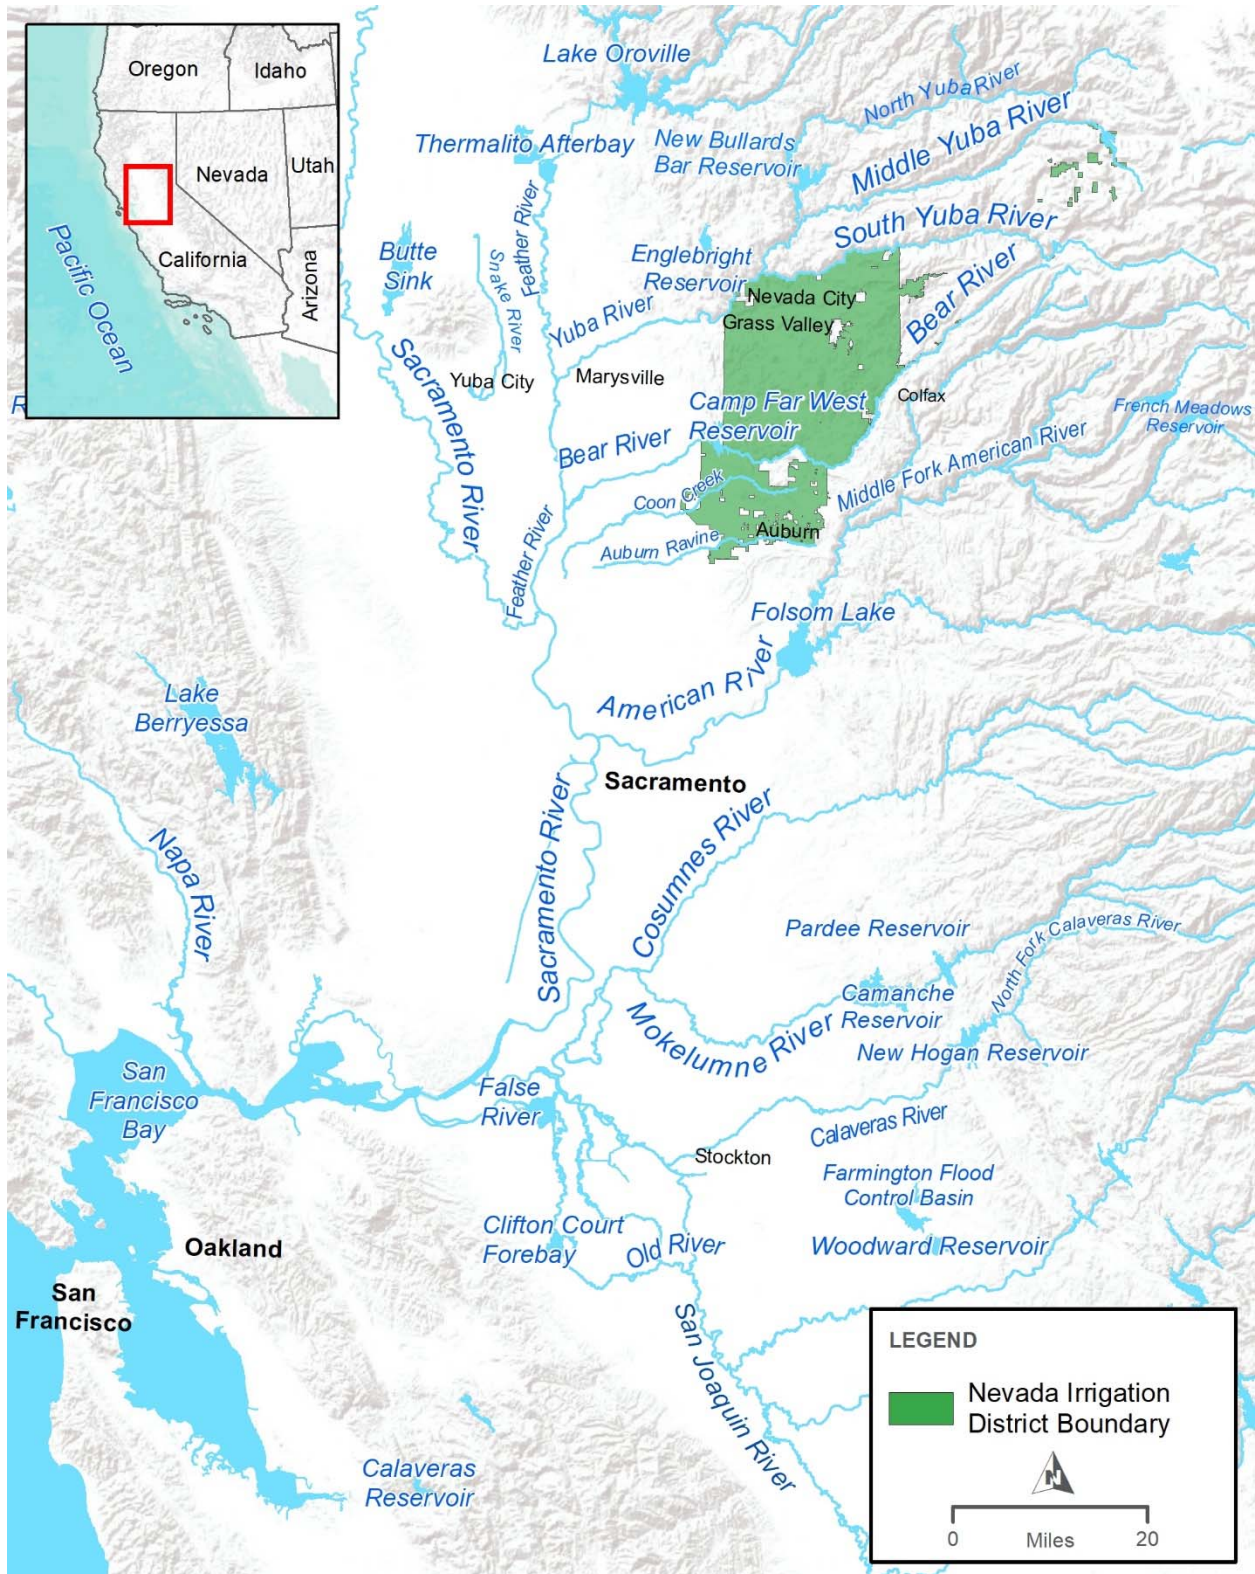 Oregon
Idaho
Nevada
Utah
California
Arizona
Pacific Ocean
Lake Oroville
North Yuba River
Thermalito Afterbay
New Bullards
Bar Reservoir
Middle Yuba River
Feather River
South Yuba River
Butte
Sink
Snake River
Englebright
Reservoir
Bear River
Nevada City
Grass Valley
Yuba River
Sacramento River
Yuba City
Marysville
Colfax
Camp Far West
Reservoir
French Meadows
Reservoir
R
Bear River
Middle Fork American River
Coon Creek
Auburn
Auburn Ravine
Feather River
Folsom Lake
American River
Lake
Berryessa
Sacramento
Sacramento River
Cosumnes River
Napa River
Pardee Reservoir
North Fork Calaveras River
Camanche
Reservoir
Mokelumne River
New Hogan Reservoir
San
Francisco
Bay
False
River
Calaveras River
Stockton
Farmington Flood
Control Basin
Clifton Court
Forebay
Old River
Woodward Reservoir
Oakland
San
Francisco
San Joaquin River
Calaveras
Reservoir
LEGEND
Nevada Irrigation
District Boundary
N
0 20
Miles